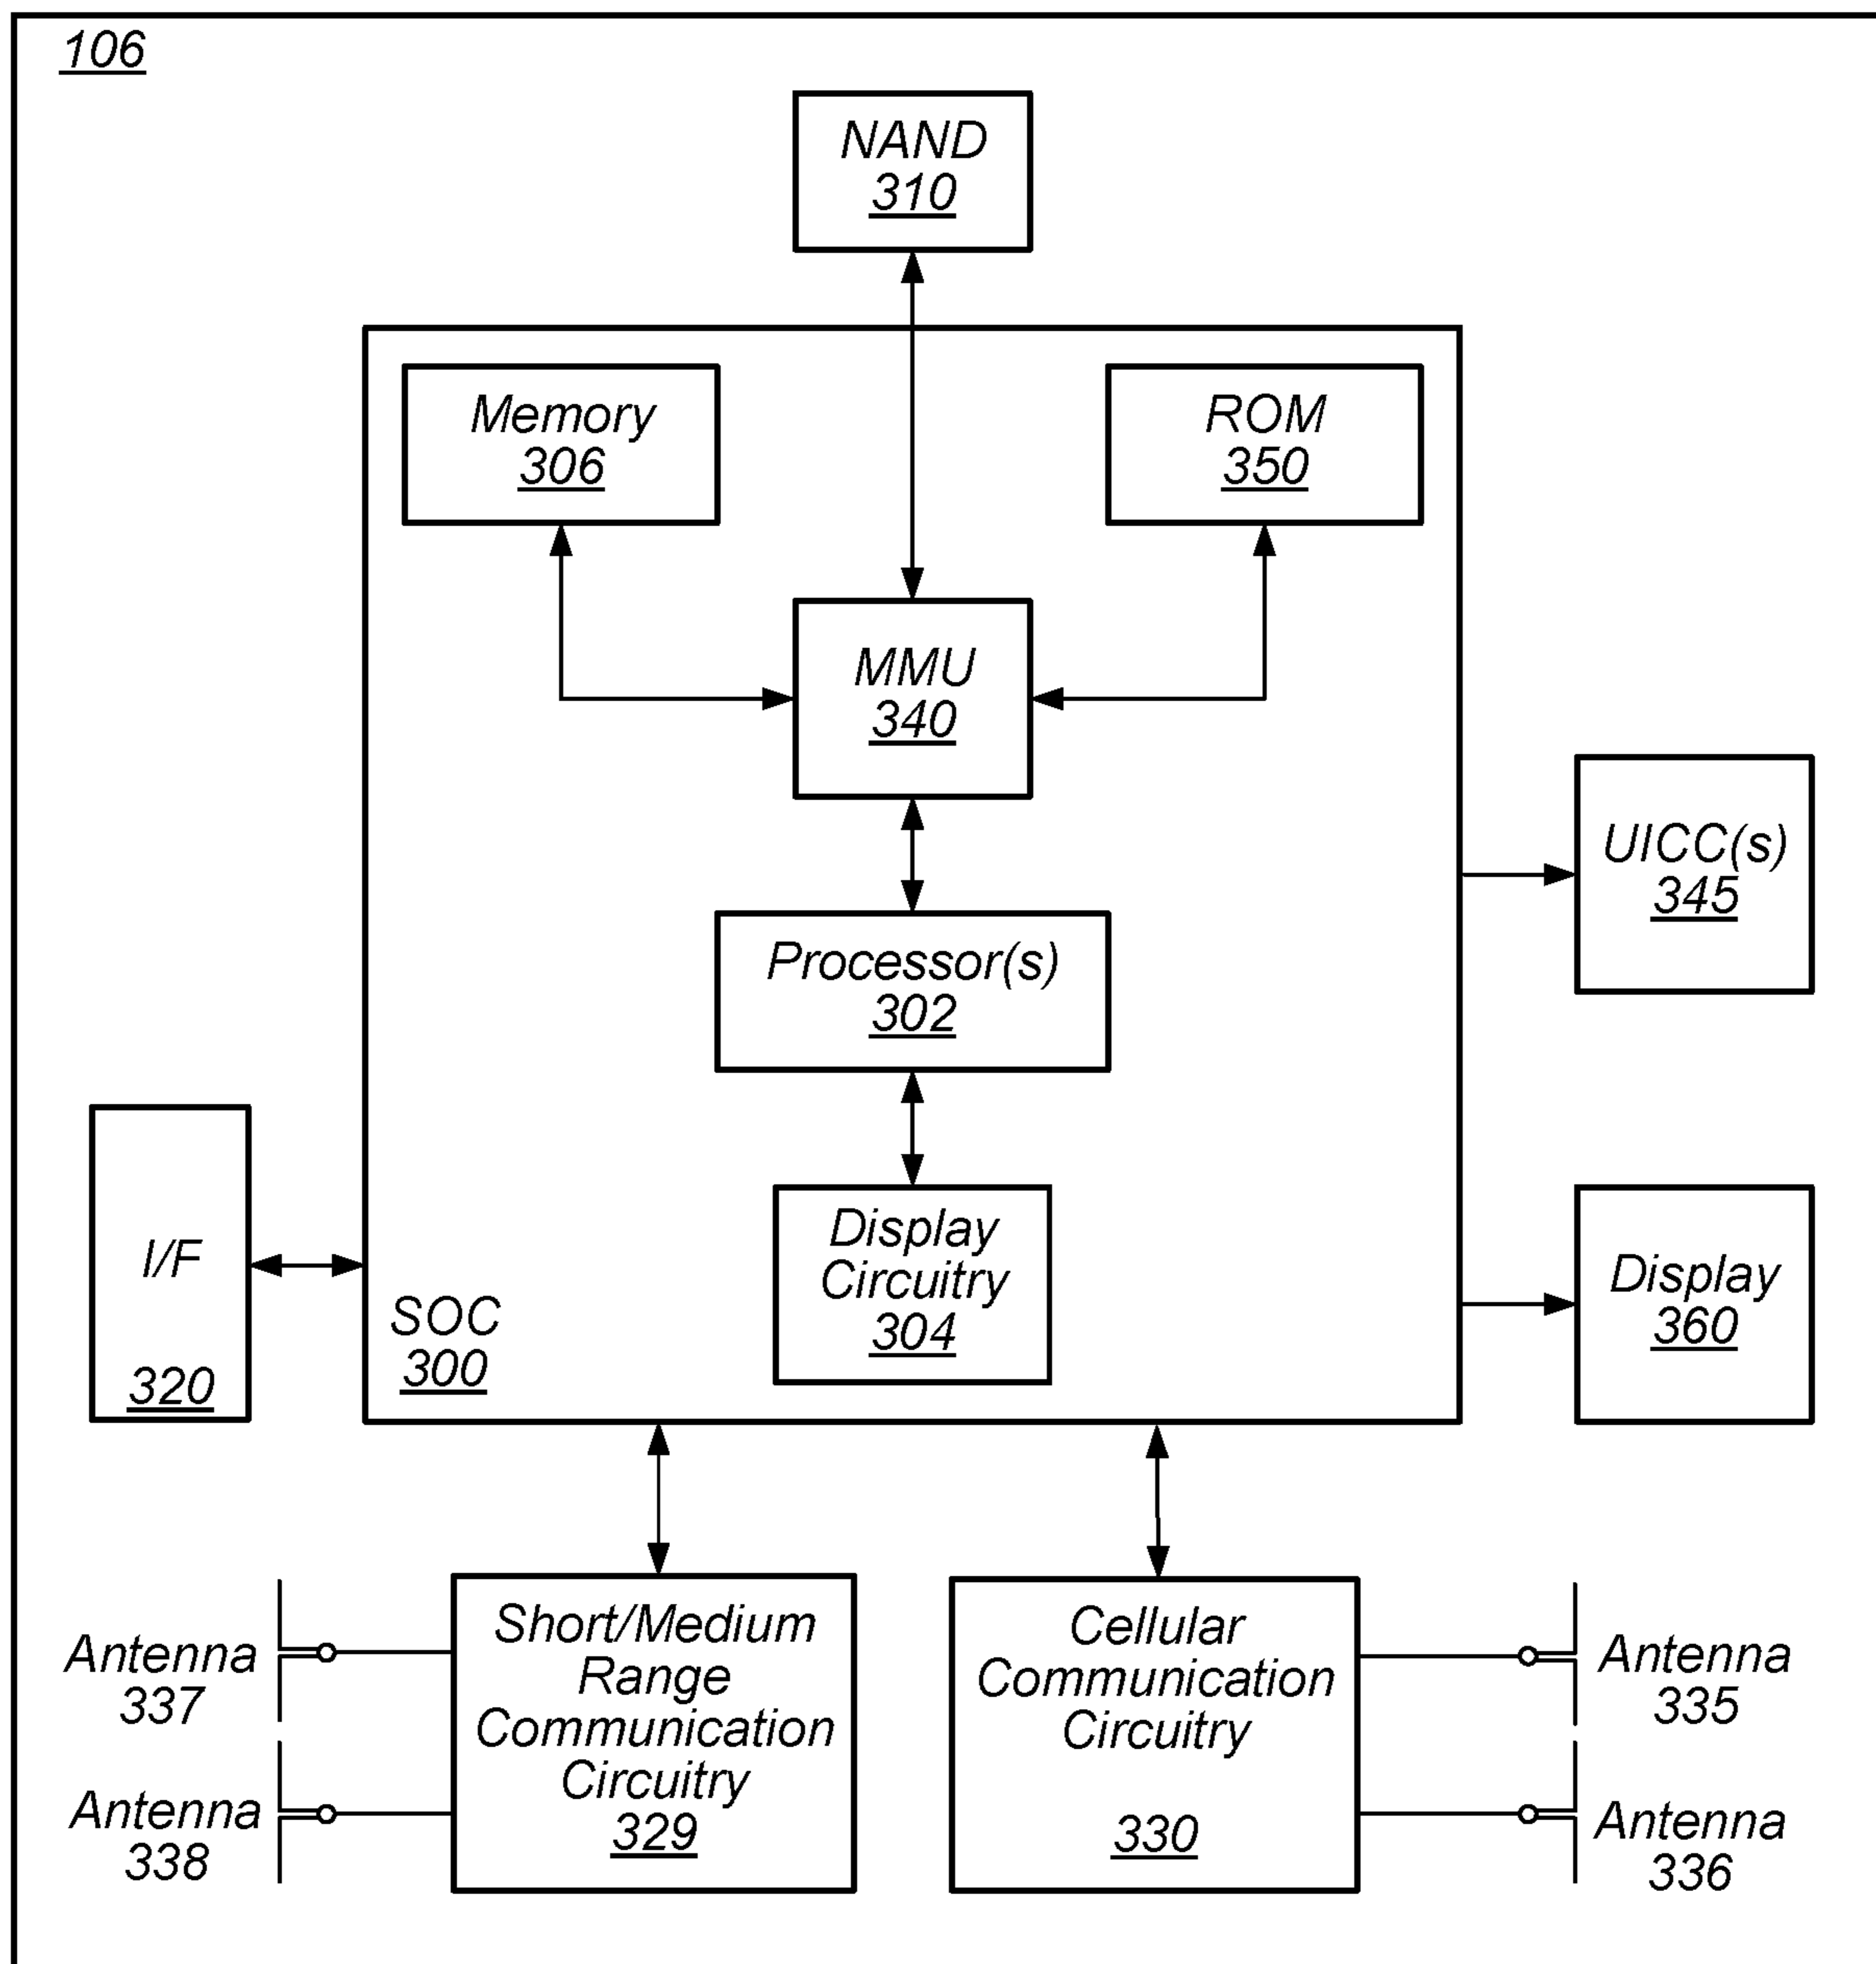 106
NAND
310
Memory
306
ROM
350
MMU
340
UICC(s)
345
Processor(s)
302
Display
Circuitry
304
I/F
320
SOC
300
Display
360
Short/Medium
Range
Communication
Circuitry
329
Cellular
Communication
Circuitry
330
Antenna
337
Antenna
338
Antenna
335
Antenna
336